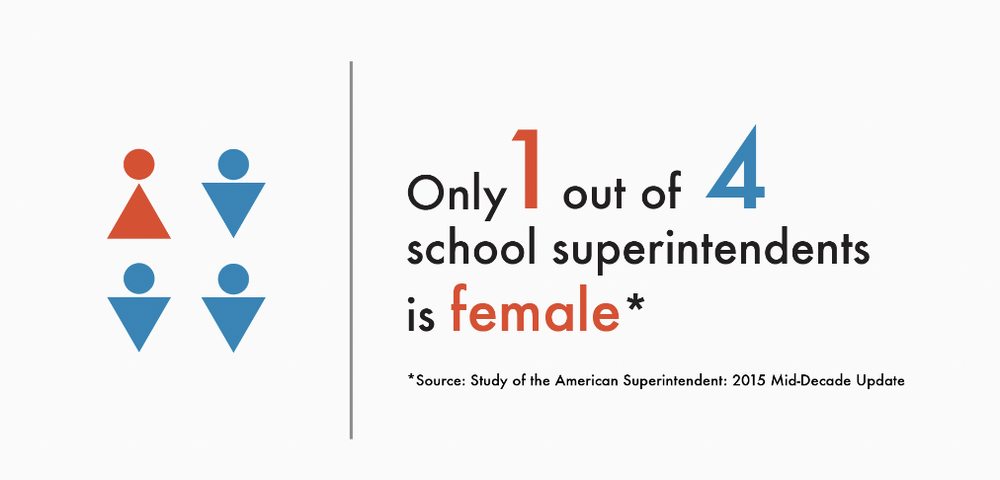 Only 1 out of 4
school superintendents
is female*
*Source: Study of the American Superintendent: 2015 Mid-Decade Update